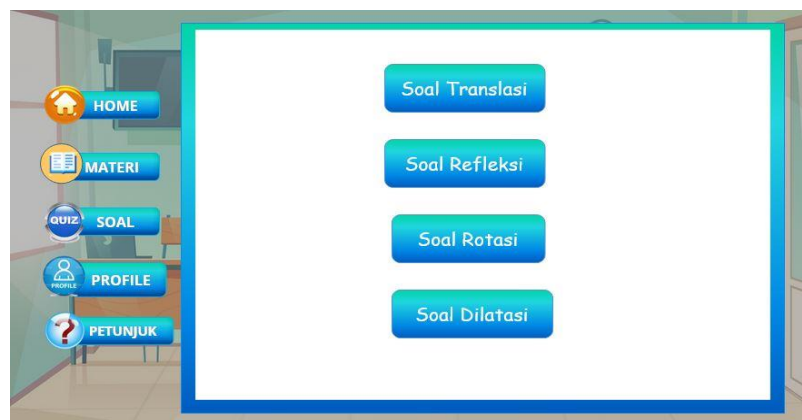 HOME
MATERI
QUIZ
SOAL
PROFILE
PROFILE
PETUNJUK
Soal Translasi
Soal Refleksi
Soal Rotasi
Soal Dilatasi